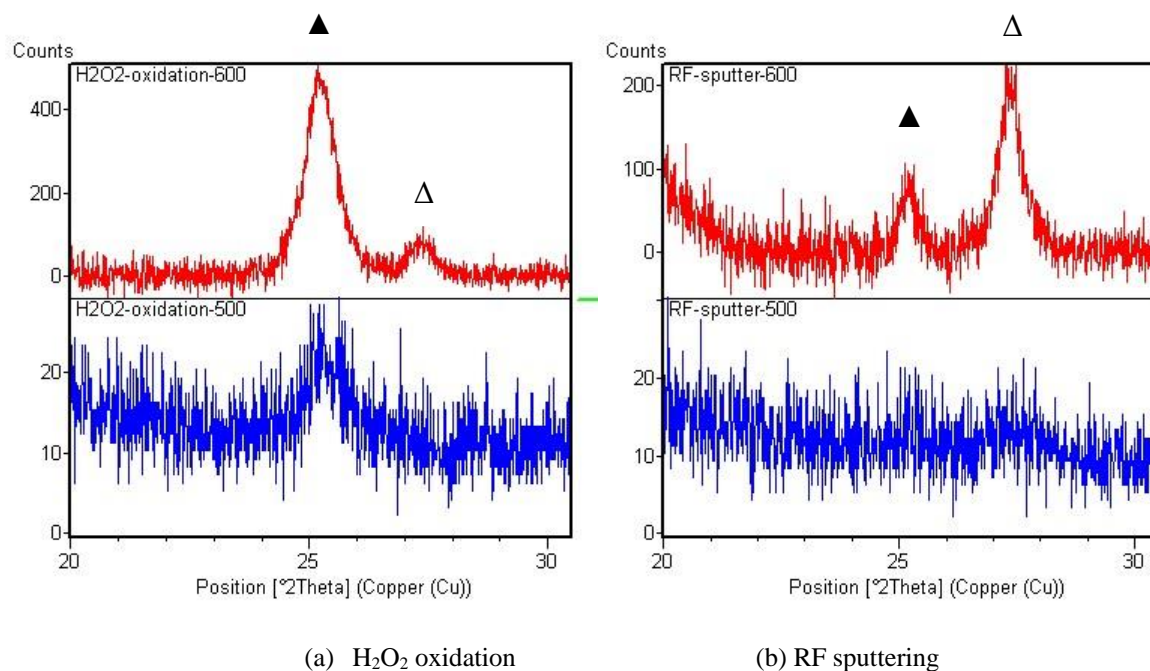 ▲
Counts
H2O2-oxidation-600
400
200
0
Δ
H2O2-oxidation-500
20
10
0
20 25 30
Position [°2Theta] (Copper (Cu))
(a) H₂O₂ oxidation
Δ
Counts
RF-sputter-600
200
100
0
▲
RF-sputter-500
20
10
0
20 25 30
Position [°2Theta] (Copper (Cu))
(b) RF sputtering